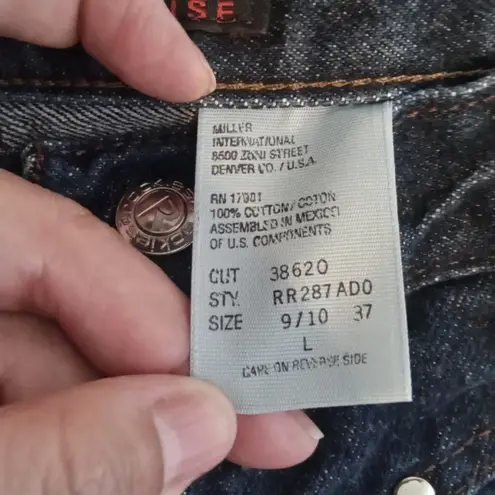 ISE
MILLER
INTERNATIONAL
8500 ZUNI STREET
DENVER CO. / U.S.A.
RN 17001
100% COTTON / COTON
ASSEMBLED IN MEXICO
OF U.S. COMPONENTS
CUT 38620
STY. RR287ADO
SIZE 9/10 37
L
CARE ON REVERSE SIDE
R